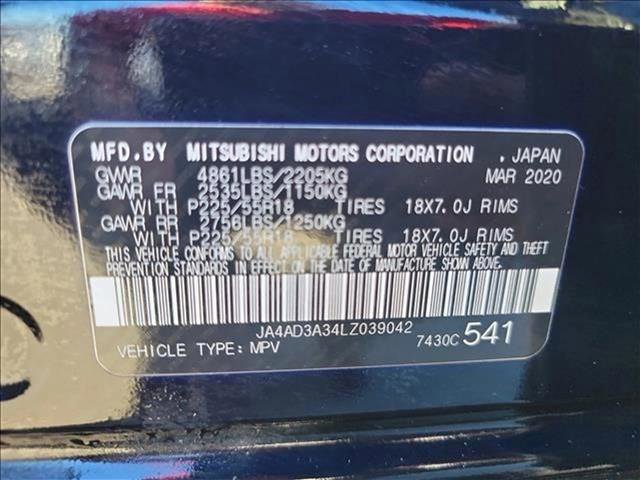 MFD.BY MITSUBISHI MOTORS CORPORATION . JAPAN
GVWR 4861LBS/2205KG MAR 2020
GAWR FR 2535LBS/1150KG
WITH P225/55R18 TIRES 18X7.0J RIMS
GAWR RR 2756LBS/1250KG
WITH P225/55R18 TIRES 18X7.0J RIMS
THIS VEHICLE CONFORMS TO ALL APPLICABLE FEDERAL MOTOR VEHICLE SAFETY AND THEFT
PREVENTION STANDARDS IN EFFECT ON THE DATE OF MANUFACTURE SHOWN ABOVE.
JA4AD3A34LZ039042 7430C 541
VEHICLE TYPE: MPV